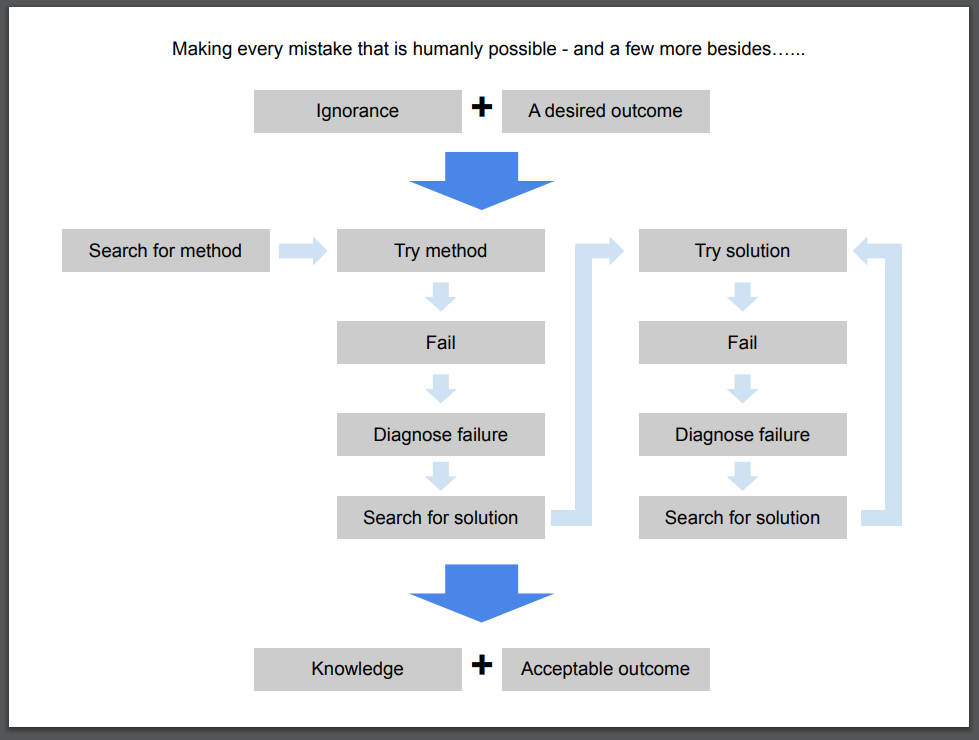 Making every mistake that is humanly possible - and a few more besides…...
Ignorance + A desired outcome
Search for method
Try method
Fail
Diagnose failure
Search for solution
Try solution
Fail
Diagnose failure
Search for solution
Knowledge + Acceptable outcome